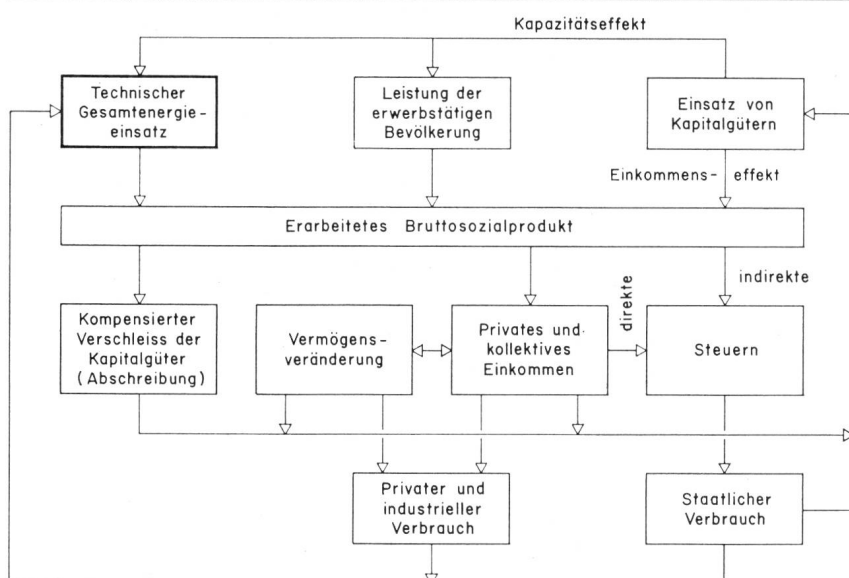 Kapazitätseffekt
Technischer
Gesamtenergie-
einsatz
Leistung der
erwerbstätigen
Bevölkerung
Einsatz von
Kapitalgütern
Einkommens- effekt
Erarbeitetes Bruttosozialprodukt
direkte
indirekte
Kompensierter
Verschleiss der
Kapitalgüter
(Abschreibung)
Vermögens-
veränderung
Privates und
kollektives
Einkommen
Steuern
Privater und
industrieller
Verbrauch
Staatlicher
Verbrauch